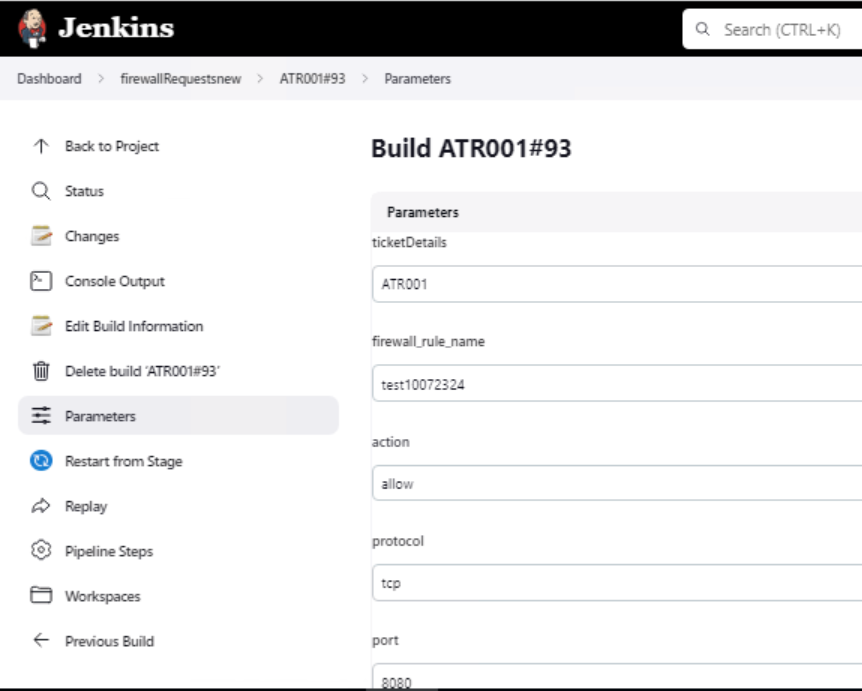 Jenkins
Search (CTRL+K)
Dashboard > firewallRequestsnew > ATR001#93 > Parameters
Back to Project
Status
Changes
Console Output
Edit Build Information
Delete build ‘ATR001#93’
Parameters
Restart from Stage
Replay
Pipeline Steps
Workspaces
Previous Build
Build ATR001#93
Parameters
ticketDetails
ATR001
firewall_rule_name
test10072324
action
allow
protocol
tcp
port
8080